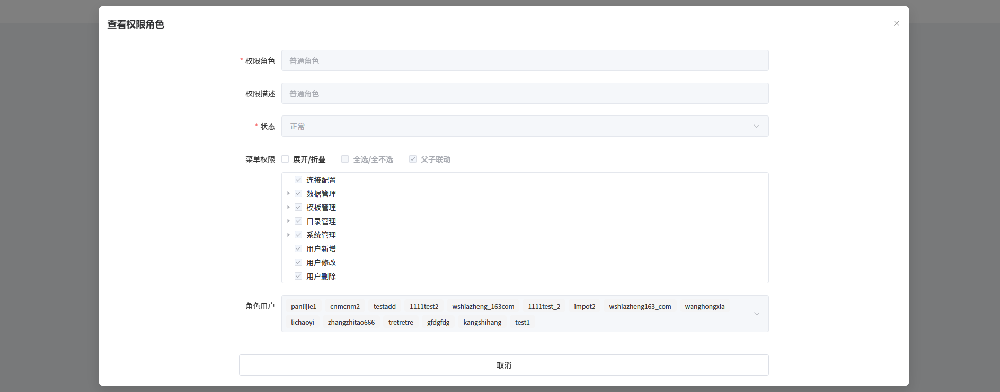 查看权限角色
* 权限角色 普通角色
权限描述 普通角色
* 状态 正常
菜单权限 展开/折叠 全选/全不选 父子联动
连接配置
数据管理
模板管理
目录管理
系统管理
用户新增
用户修改
用户删除
角色用户 panlijie1 cnmcnm2 testadd 1111test2 wshiazheng_163com 1111test_2 impot2 wshiazheng163_com wanghongxia
lichaoyi zhangzhitao666 tretretre gfdgfdg kangshihang test1
取消